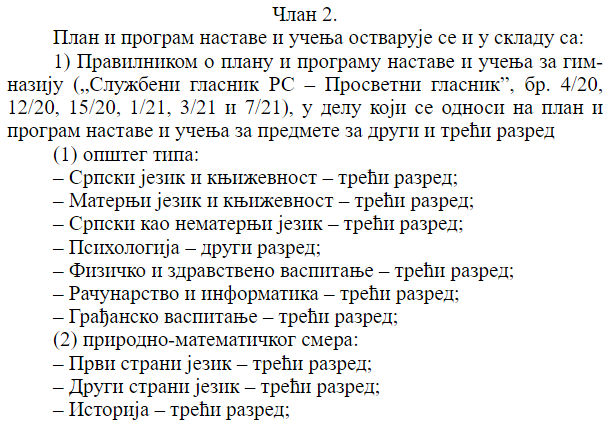 Члан 2.
План и програм наставе и учења остварује се и у складу са:
1) Правилником о плану и програму наставе и учења за гим-
назију („Службени гласник РС – Просветни гласник”, бр. 4/20,
12/20, 15/20, 1/21, 3/21 и 7/21), у делу који се односи на план и
програм наставе и учења за предмете за други и трећи разред
(1) општег типа:
– Српски језик и књижевност – трећи разред;
– Матерњи језик и књижевност – трећи разред;
– Српски као нематерњи језик – трећи разред;
– Психологија – други разред;
– Физичко и здравствено васпитање – трећи разред;
– Рачунарство и информатика – трећи разред;
– Грађанско васпитање – трећи разред;
(2) природно-математичког смера:
– Први страни језик – трећи разред;
– Други страни језик – трећи разред;
– Историја – трећи разред;